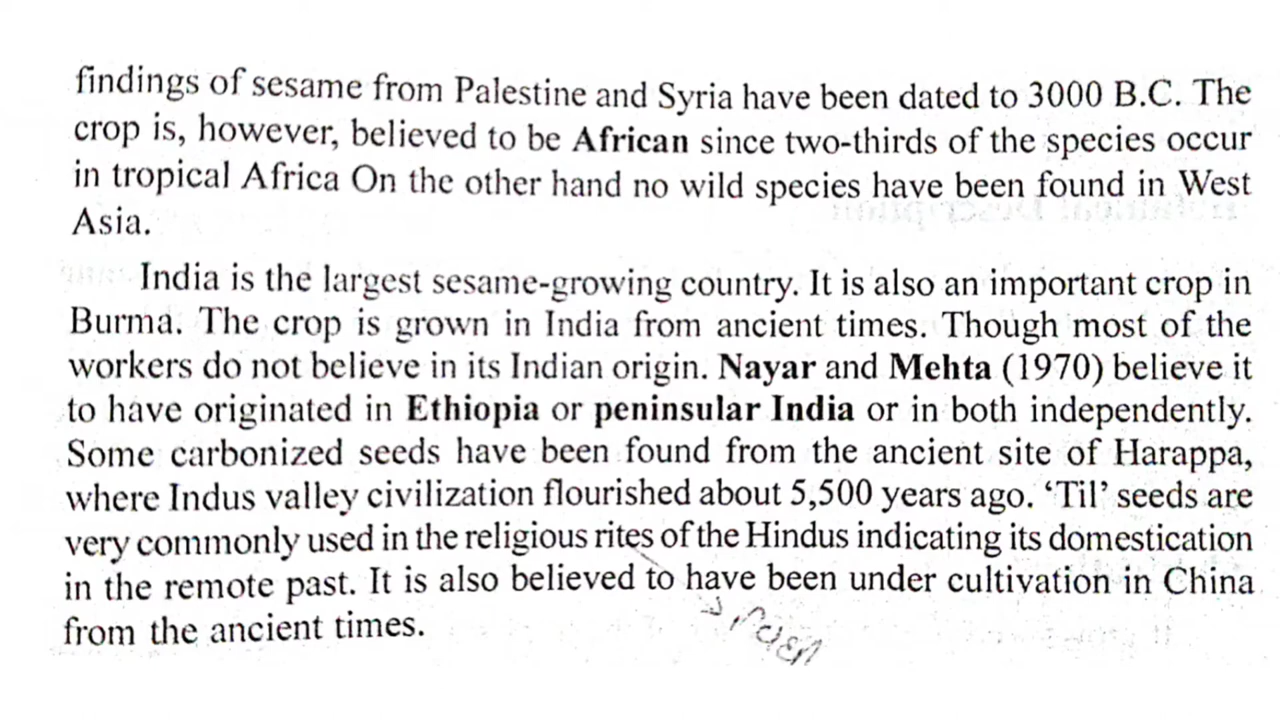 findings of sesame from Palestine and Syria have been dated to 3000 B.C. The
crop is, however, believed to be African since two-thirds of the species occur
in tropical Africa On the other hand no wild species have been found in West
Asia.
India is the largest sesame-growing country. It is also an important crop in
Burma. The crop is grown in India from ancient times. Though most of the
workers do not believe in its Indian origin. Nayar and Mehta (1970) believe it
to have originated in Ethiopia or peninsular India or in both independently.
Some carbonized seeds have been found from the ancient site of Harappa,
where Indus valley civilization flourished about 5,500 years ago. ‘Til’ seeds are
very commonly used in the religious rites of the Hindus indicating its domestication
in the remote past. It is also believed to have been under cultivation in China
from the ancient times.